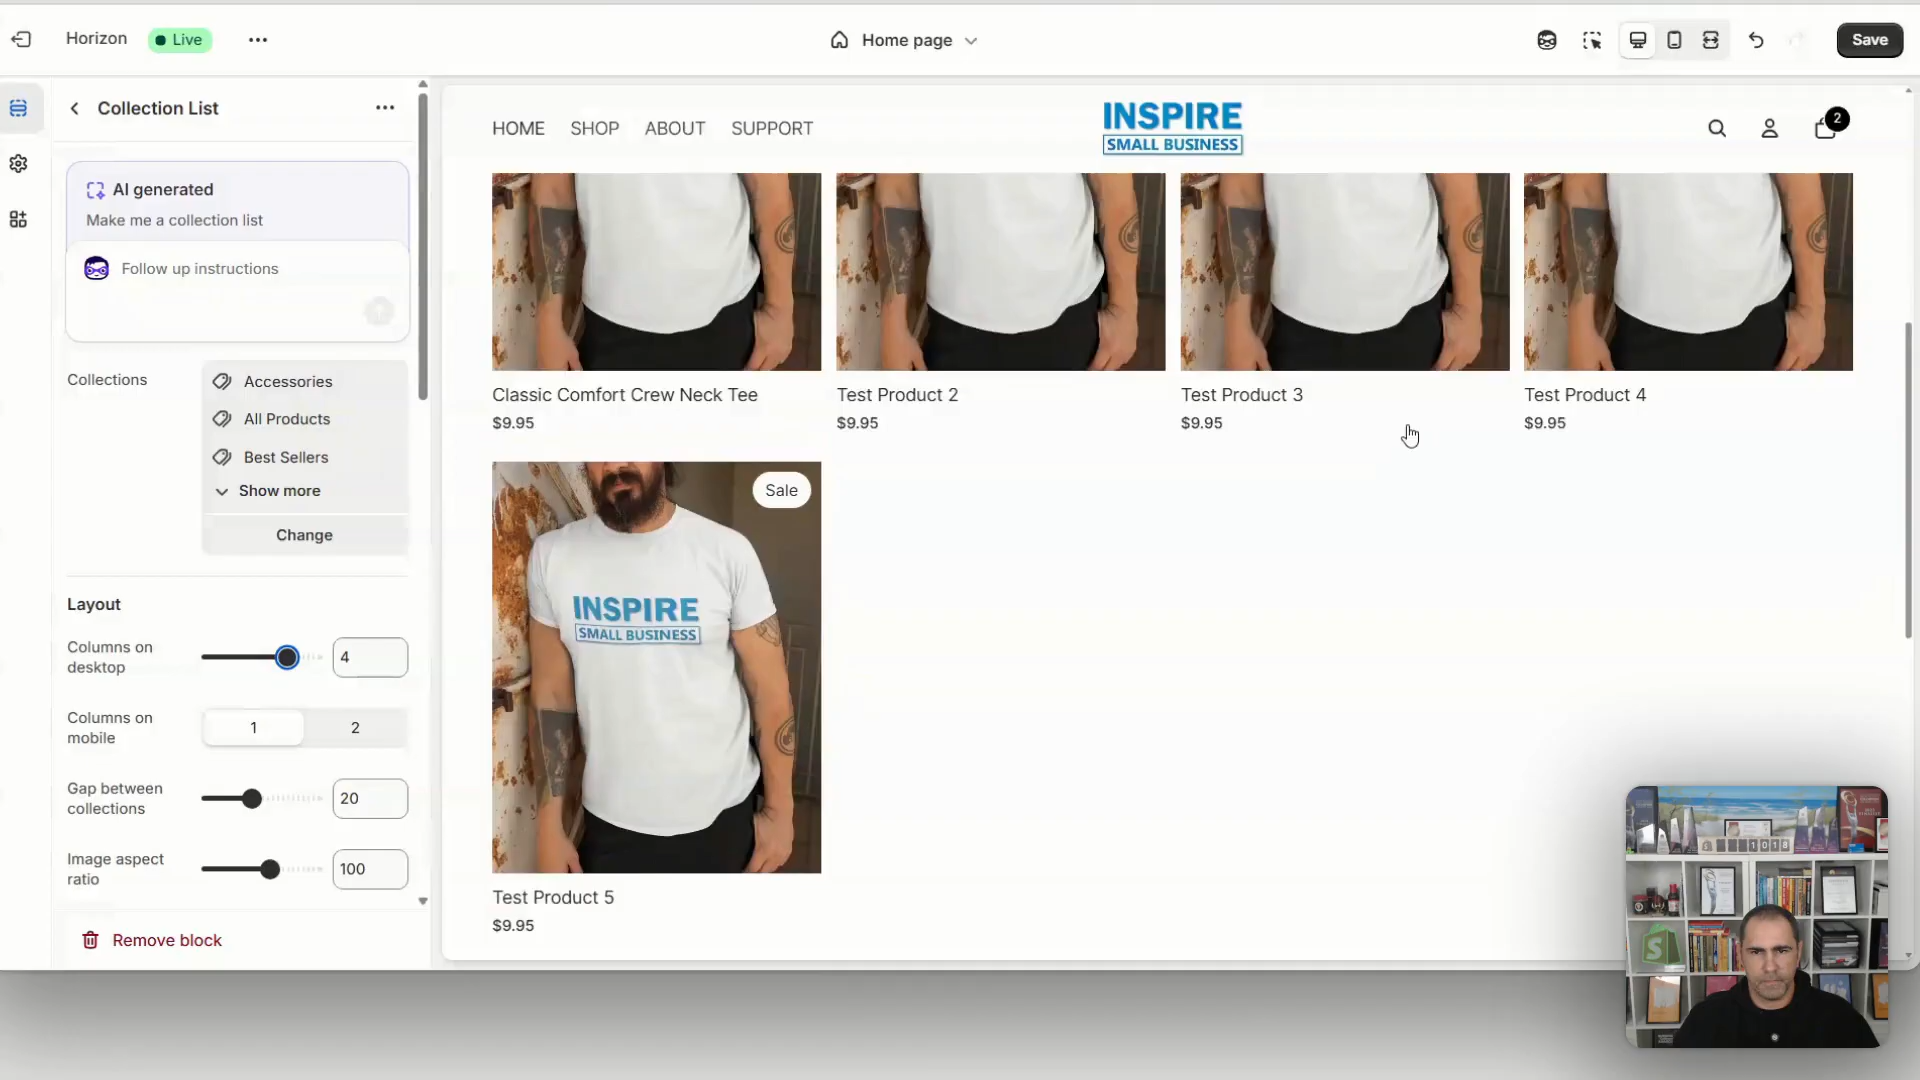 Horizon
Live
Home page
Save
Collection List
AI generated
Make me a collection list
Follow up instructions
Collections
Accessories
All Products
Best Sellers
Show more
Change
Layout
Columns on
desktop
4
Columns on
mobile
1
2
Gap between
collections
20
Image aspect
ratio
100
Remove block
HOME
SHOP
ABOUT
SUPPORT
INSPIRE
SMALL BUSINESS
2
Classic Comfort Crew Neck Tee
$9.95
Test Product 2
$9.95
Test Product 3
$9.95
Test Product 4
$9.95
Sale
INSPIRE
SMALL BUSINESS
Test Product 5
$9.95
1018